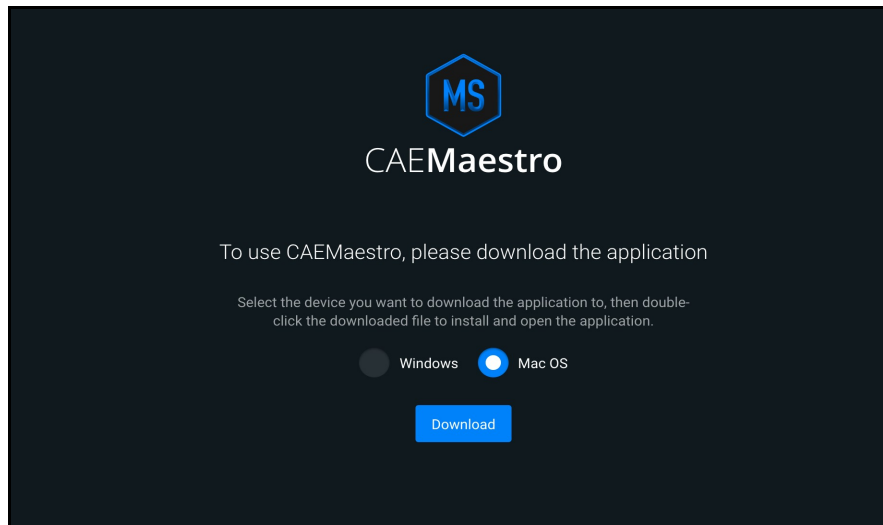 MS
CAEMaestro
To use CAEMaestro, please download the application
Select the device you want to download the application to, then double-
click the downloaded file to install and open the application.
Windows Mac OS
Download